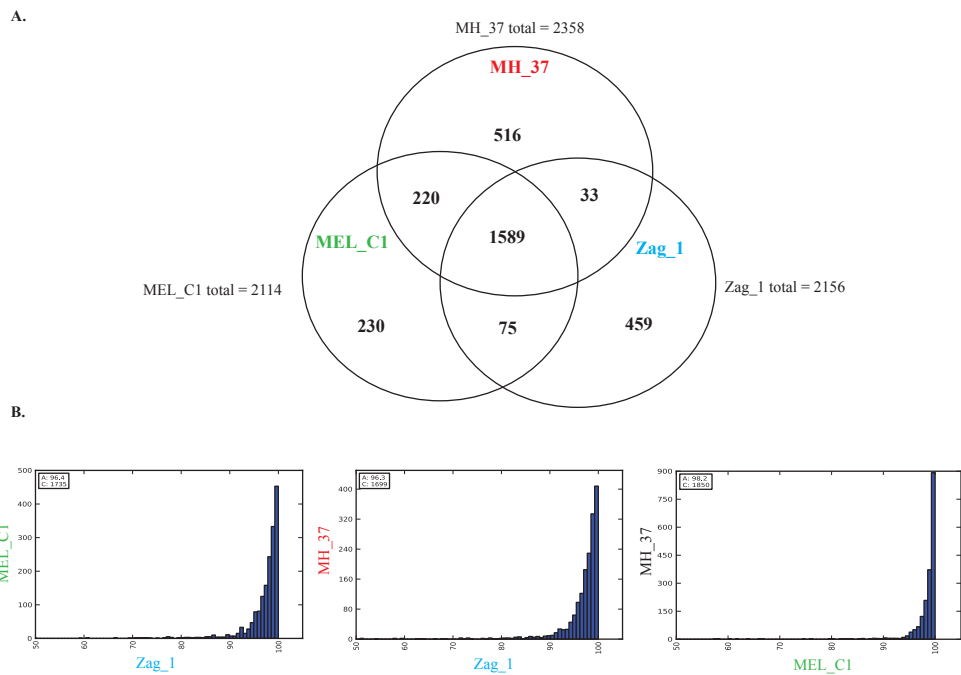 A.
MH_37 total = 2358
MH_37
516
220
33
1589
MEL_C1
Zag_1
MEL_C1 total = 2114
Zag_1 total = 2156
230
75
459
B.
A: 96,4
C: 1735
500
400
300
200
100
0
MEL_C1
50
60
70
80
90
100
Zag_1
A: 96,3
C: 1699
400
320
240
160
80
0
MH_37
50
60
70
80
90
100
Zag_1
A: 98,2
C: 1850
900
750
600
450
300
150
0
MH_37
50
60
70
80
90
100
MEL_C1